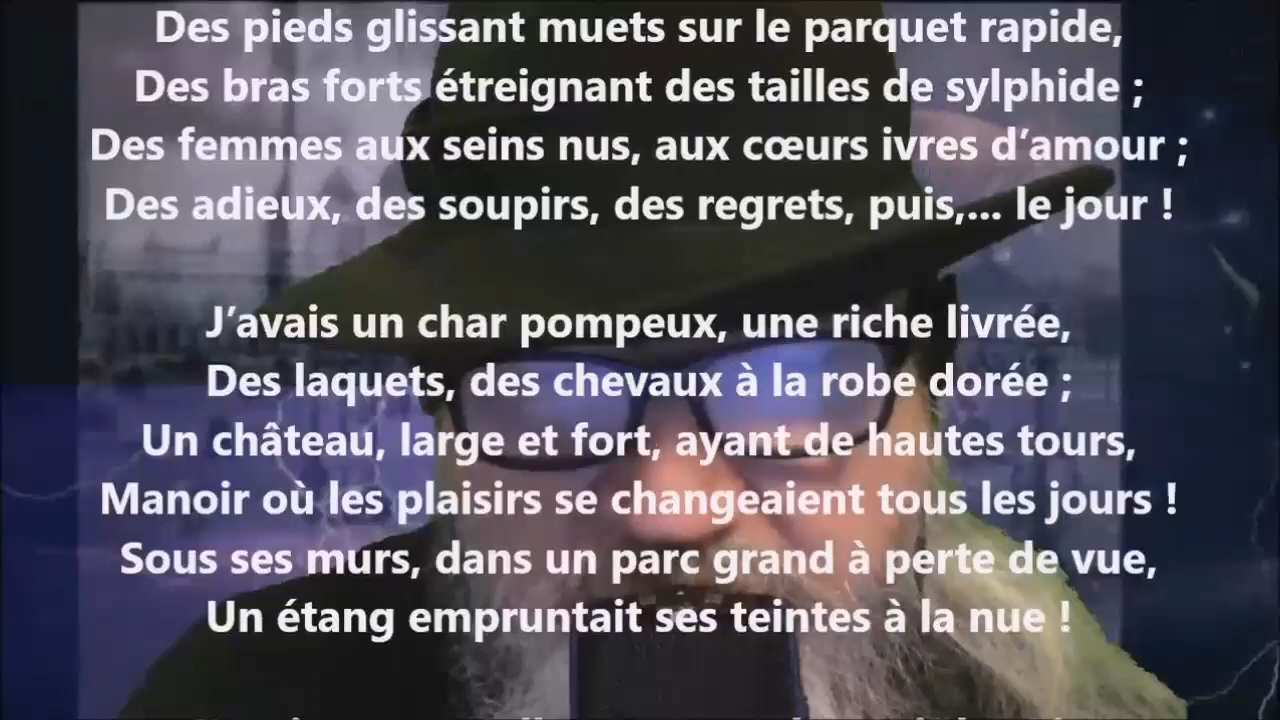 Des pieds glissant muets sur le parquet rapide,
Des bras forts étreignant des tailles de sylphide ;
Des femmes aux seins nus, aux cœurs ivres d’amour ;
Des adieux, des soupirs, des regrets, puis,... le jour !
J’avais un char pompeux, une riche livrée,
Des laquets, des chevaux à la robe dorée ;
Un château, large et fort, ayant de hautes tours,
Manoir où les plaisirs se changeaient tous les jours !
Sous ses murs, dans un parc grand à perte de vue,
Un étang empruntait ses teintes à la nue !